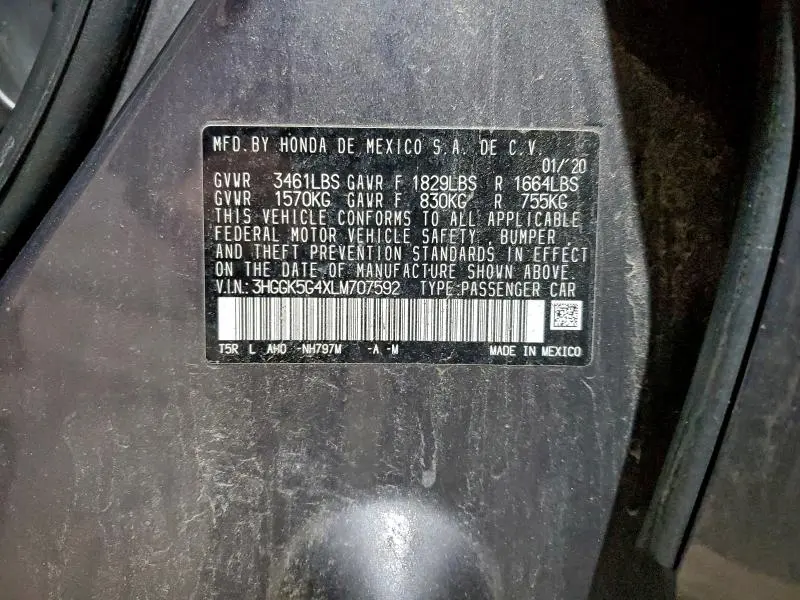 MFD.BY HONDA DE MEXICO S.A. DE C.V.
01/'20
GVWR 3461LBS GAWR F 1829LBS R 1664LBS
GVWR 1570KG GAWR F 830KG R 755KG
THIS VEHICLE CONFORMS TO ALL APPLICABLE
FEDERAL MOTOR VEHICLE SAFETY, BUMPER,
AND THEFT PREVENTION STANDARDS IN EFFECT
ON THE DATE OF MANUFACTURE SHOWN ABOVE.
V.I.N.: 3HGGK5G4XLM707592 TYPE:PASSENGER CAR
T5R L AHO -NH797M -A -M MADE IN MEXICO